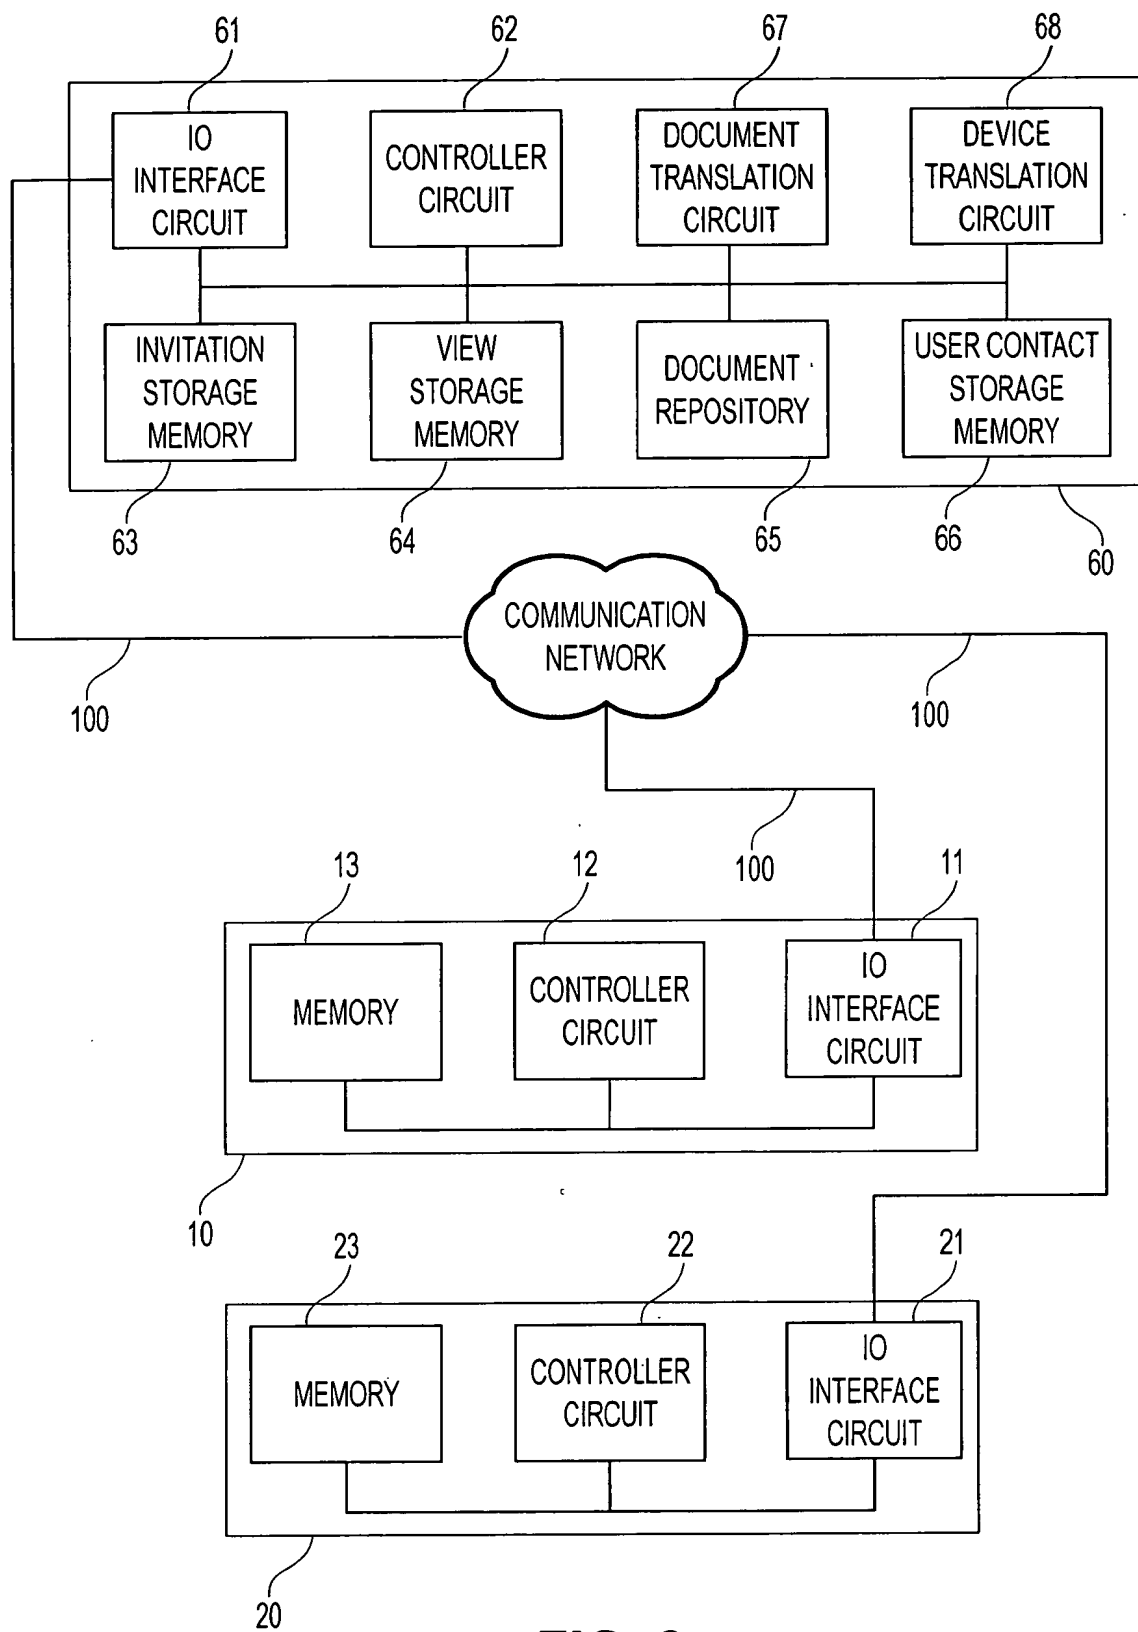 61
62
67
68
IO
INTERFACE
CIRCUIT
CONTROLLER
CIRCUIT
DOCUMENT
TRANSLATION
CIRCUIT
DEVICE
TRANSLATION
CIRCUIT
INVITATION
STORAGE
MEMORY
VIEW
STORAGE
MEMORY
DOCUMENT
REPOSITORY
USER CONTACT
STORAGE
MEMORY
63
64
65
66
60
COMMUNICATION
NETWORK
100
100
100
13
12
11
MEMORY
CONTROLLER
CIRCUIT
IO
INTERFACE
CIRCUIT
10
23
22
21
MEMORY
CONTROLLER
CIRCUIT
IO
INTERFACE
CIRCUIT
20